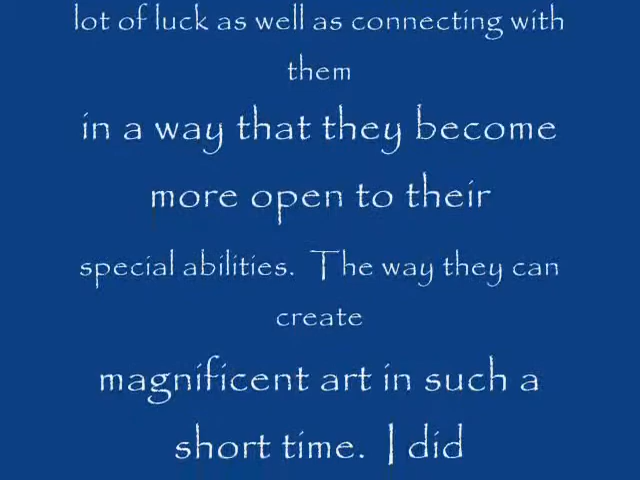 lot of luck as well as connecting with
them
in a way that they become
more open to their
special abilities. The way they can
create
magnificent art in such a
short time. I did